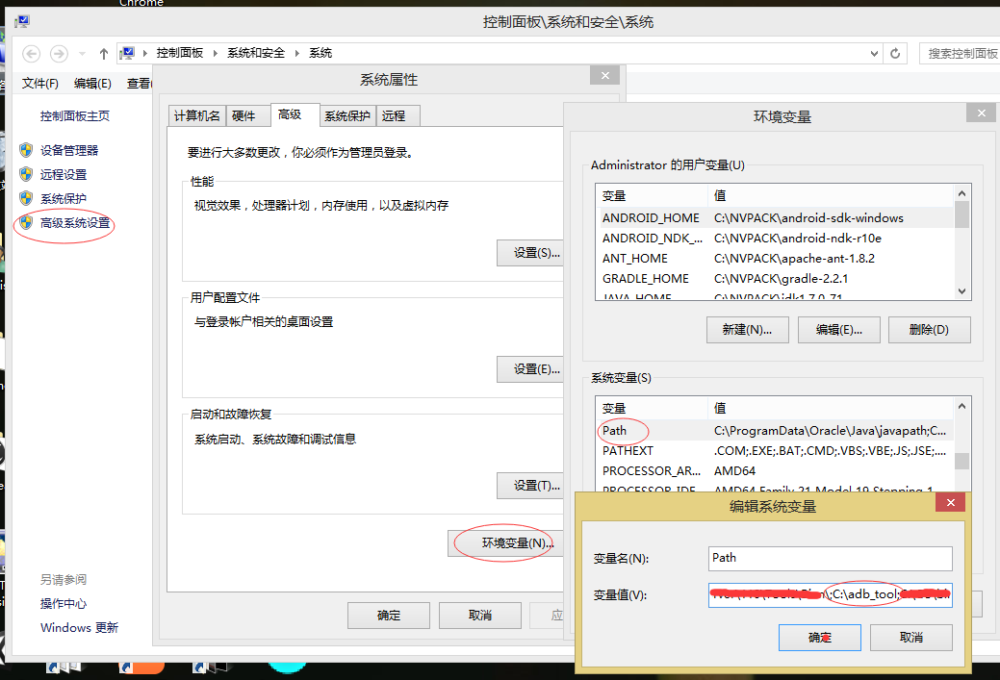 Chrome
控制面板\系统和安全\系统
控制面板 系统和安全 系统
搜索控制面板
文件(F) 编辑(E) 查看(
控制面板主页
设备管理器
远程设置
系统保护
高级系统设置
另请参阅
操作中心
Windows 更新
系统属性
计算机名 硬件 高级 系统保护 远程
要进行大多数更改，你必须作为管理员登录。
性能
视觉效果，处理器计划，内存使用，以及虚拟内存
设置(S)...
用户配置文件
与登录帐户相关的桌面设置
设置(E)...
启动和故障恢复
系统启动、系统故障和调试信息
设置(T)...
环境变量(N)...
确定 取消 应
环境变量
Administrator 的用户变量(U)
变量 值
ANDROID_HOME C:\NVPACK\android-sdk-windows
ANDROID_NDK_... C:\NVPACK\android-ndk-r10e
ANT_HOME C:\NVPACK\apache-ant-1.8.2
GRADLE_HOME C:\NVPACK\gradle-2.2.1
JAVA_HOME C:\NVPACK\jdk1.7.0_71
新建(N)... 编辑(E)... 删除(D)
系统变量(S)
变量 值
Path C:\ProgramData\Oracle\Java\javapath;C...
PATHEXT .COM;.EXE;.BAT;.CMD;.VBS;.VBE;.JS;.JSE;....
PROCESSOR_AR... AMD64
PROCESSOR_IDE AMD64 Family 21 Model 19 Stepping 1
编辑系统变量
变量名(N): Path
变量值(V): ;C:\adb_tool;
确定 取消